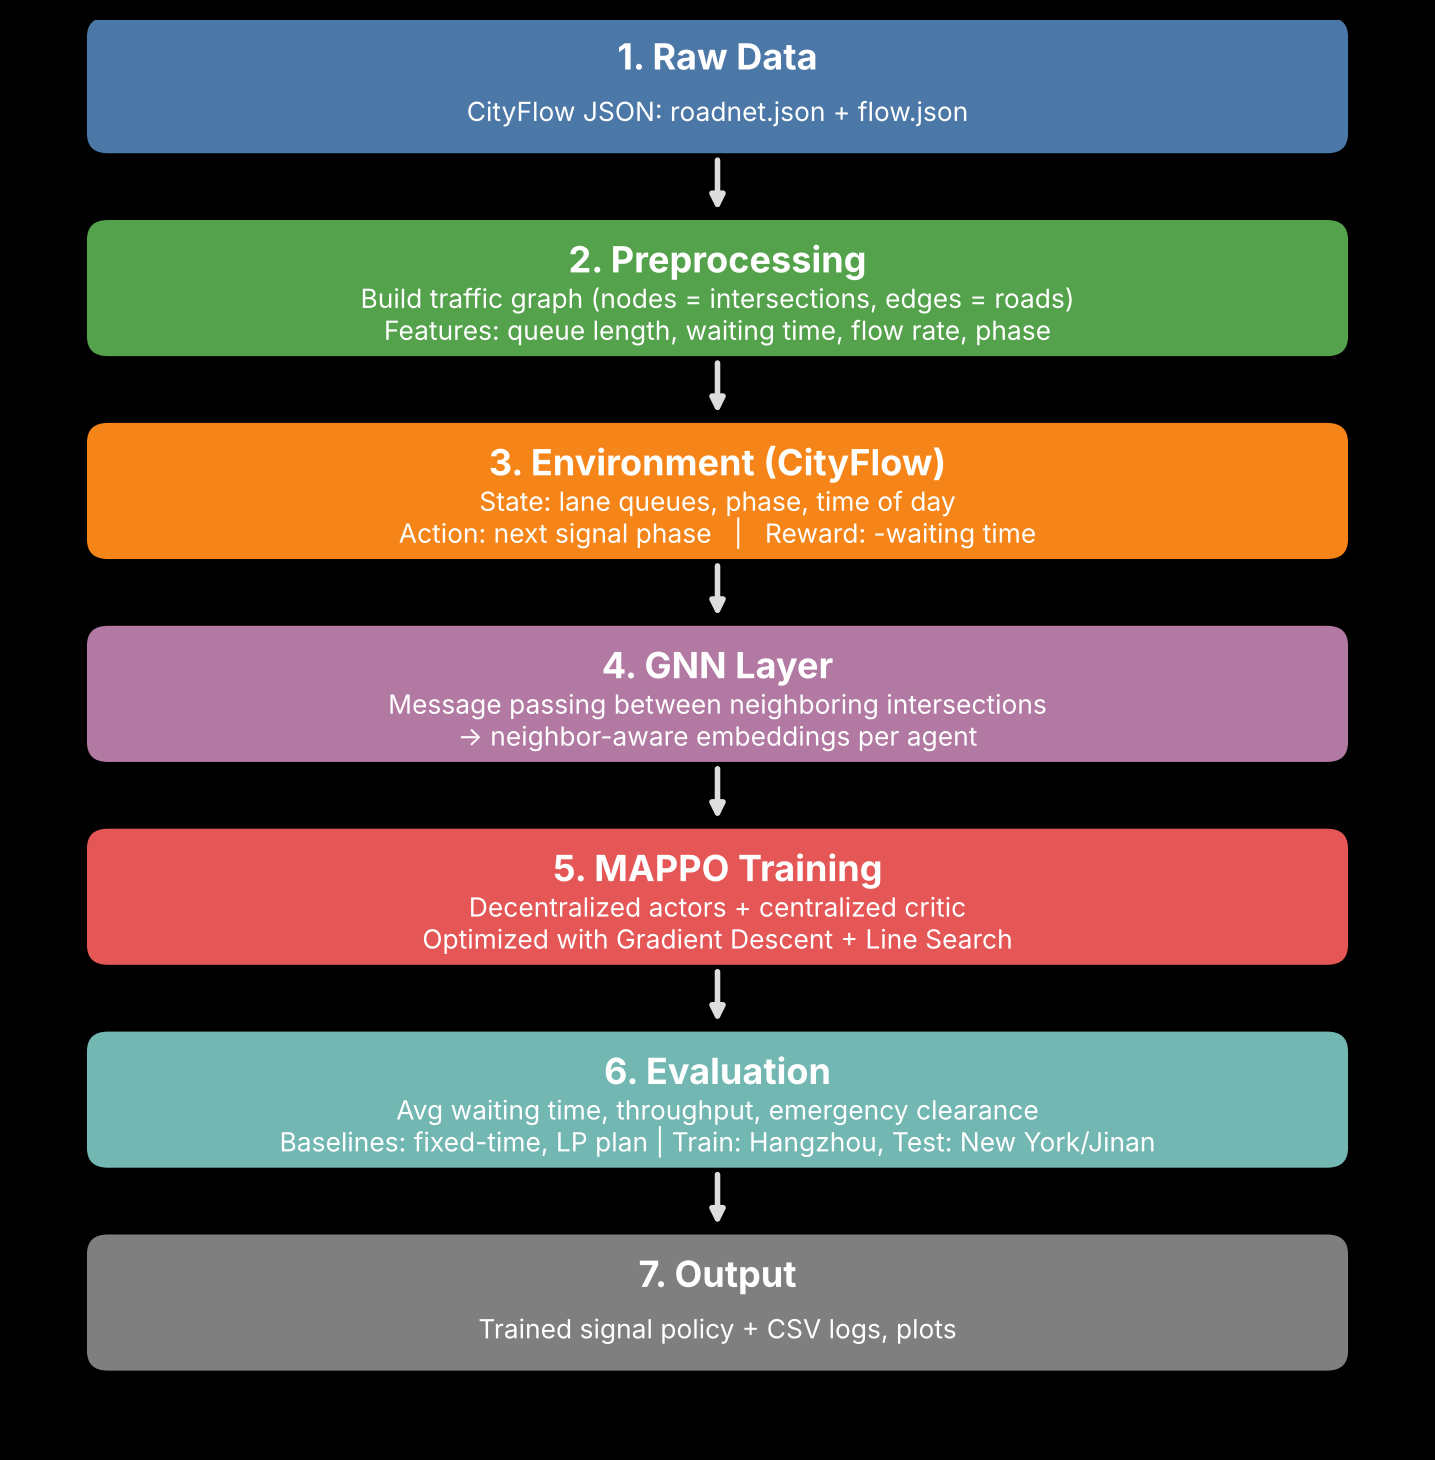 1. Raw Data
CityFlow JSON: roadnet.json + flow.json
2. Preprocessing
Build traffic graph (nodes = intersections, edges = roads)
Features: queue length, waiting time, flow rate, phase
3. Environment (CityFlow)
State: lane queues, phase, time of day
Action: next signal phase | Reward: -waiting time
4. GNN Layer
Message passing between neighboring intersections
→ neighbor-aware embeddings per agent
5. MAPPO Training
Decentralized actors + centralized critic
Optimized with Gradient Descent + Line Search
6. Evaluation
Avg waiting time, throughput, emergency clearance
Baselines: fixed-time, LP plan | Train: Hangzhou, Test: New York/Jinan
7. Output
Trained signal policy + CSV logs, plots